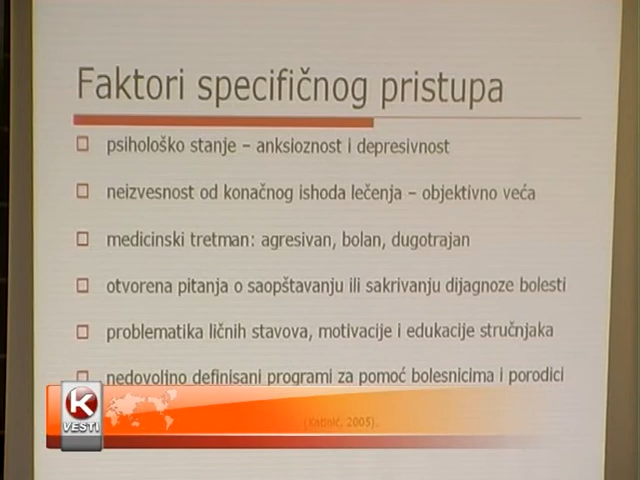 Faktori specifičnog pristupa
psihološko stanje – anksioznost i depresivnost
neizvesnost od konačnog ishoda lečenja – objektivno veća
medicinski tretman: agresivan, bolan, dugotrajan
otvorena pitanja o saopštavanju ili sakrivanju dijagnoze bolesti
problematika ličnih stavova, motivacije i edukacije stručnjaka
nedovoljno definisani programi za pomoć bolesnicima i porodici
2005).
K
VESTI